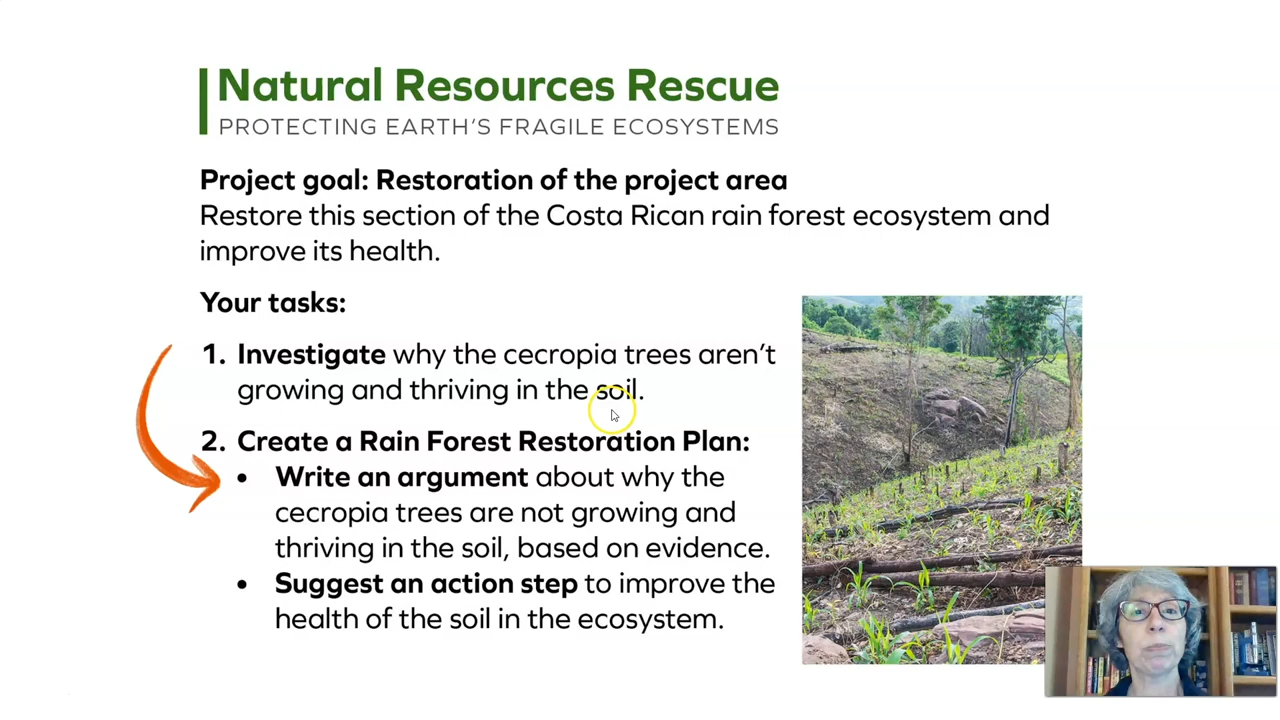 Natural Resources Rescue
PROTECTING EARTH'S FRAGILE ECOSYSTEMS
Project goal: Restoration of the project area
Restore this section of the Costa Rican rain forest ecosystem and
improve its health.
Your tasks:
1. Investigate why the cecropia trees aren't
growing and thriving in the soil.
2. Create a Rain Forest Restoration Plan:
• Write an argument about why the
cecropia trees are not growing and
thriving in the soil, based on evidence.
• Suggest an action step to improve the
health of the soil in the ecosystem.